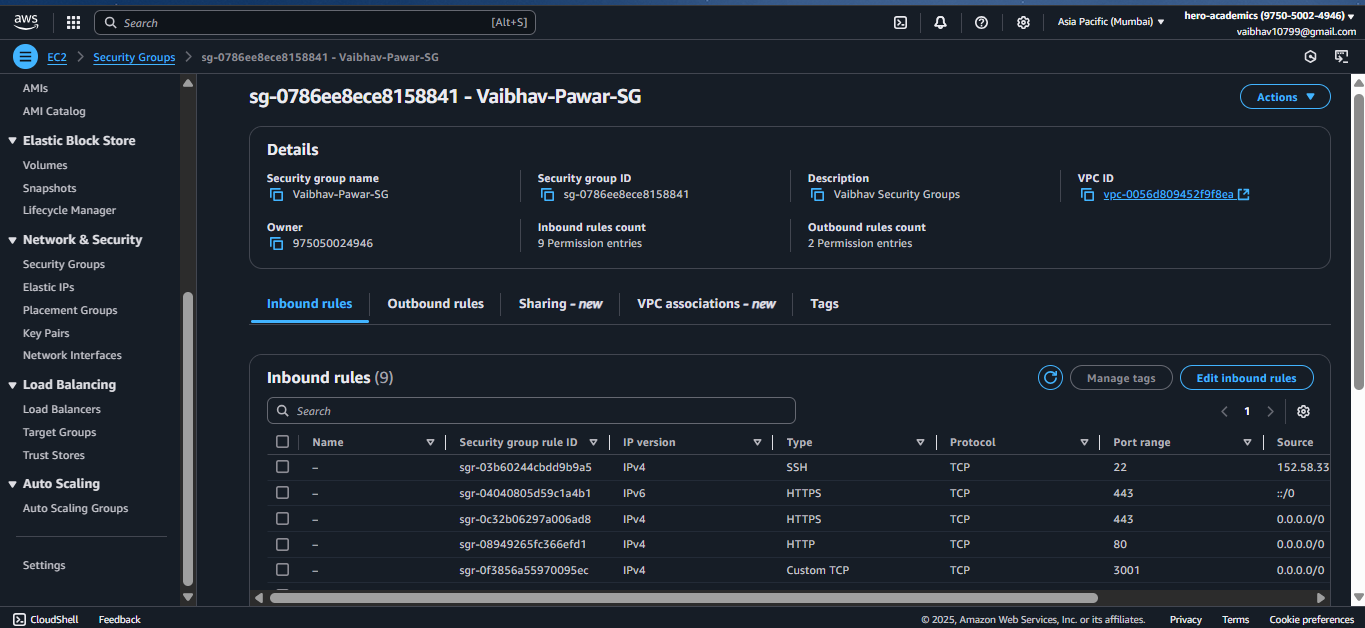 aws Search [Alt+S] Asia Pacific (Mumbai) hero-academics (9750-5002-4946)
vaibhav10799@gmail.com
EC2 Security Groups sg-0786ee8ece8158841 - Vaibhav-Pawar-SG
AMIs
AMI Catalog
Elastic Block Store
Volumes
Snapshots
Lifecycle Manager
Network & Security
Security Groups
Elastic IPs
Placement Groups
Key Pairs
Network Interfaces
Load Balancing
Load Balancers
Target Groups
Trust Stores
Auto Scaling
Auto Scaling Groups
Settings
sg-0786ee8ece8158841 - Vaibhav-Pawar-SG Actions
Details
Security group name Security group ID Description VPC ID
Vaibhav-Pawar-SG sg-0786ee8ece8158841 Vaibhav Security Groups vpc-0056d809452f9f8ea
Owner Inbound rules count Outbound rules count
975050024946 9 Permission entries 2 Permission entries
Inbound rules Outbound rules Sharing - new VPC associations - new Tags
Inbound rules (9) Manage tags Edit inbound rules
Search 1
Name Security group rule ID IP version Type Protocol Port range Source
– sgr-03b60244cbdd9b9a5 IPv4 SSH TCP 22 152.58.33
– sgr-04040805d59c1a4b1 IPv6 HTTPS TCP 443 ::/0
– sgr-0c32b06297a006ad8 IPv4 HTTPS TCP 443 0.0.0.0/0
– sgr-08949265fc366efd1 IPv4 HTTP TCP 80 0.0.0.0/0
– sgr-0f3856a55970095ec IPv4 Custom TCP TCP 3001 0.0.0.0/0
CloudShell Feedback © 2025, Amazon Web Services, Inc. or its affiliates. Privacy Terms Cookie preferences